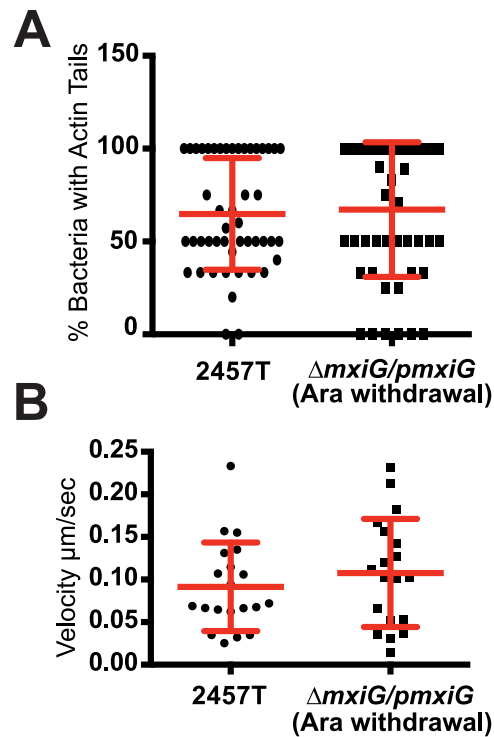 A
% Bacteria with Actin Tails
150
100
50
0
2457T
ΔmxiG/pmxiG
(Ara withdrawal)
B
Velocity µm/sec
0.25
0.20
0.15
0.10
0.05
0.00
2457T
ΔmxiG/pmxiG
(Ara withdrawal)